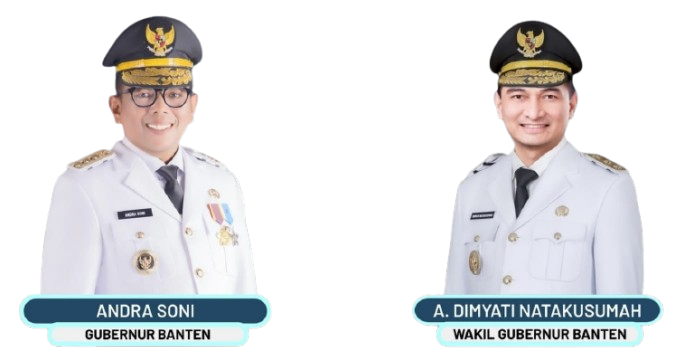 ANDRA SONI
GUBERNUR BANTEN
A. DIMYATI NATAKUSUMAH
WAKIL GUBERNUR BANTEN